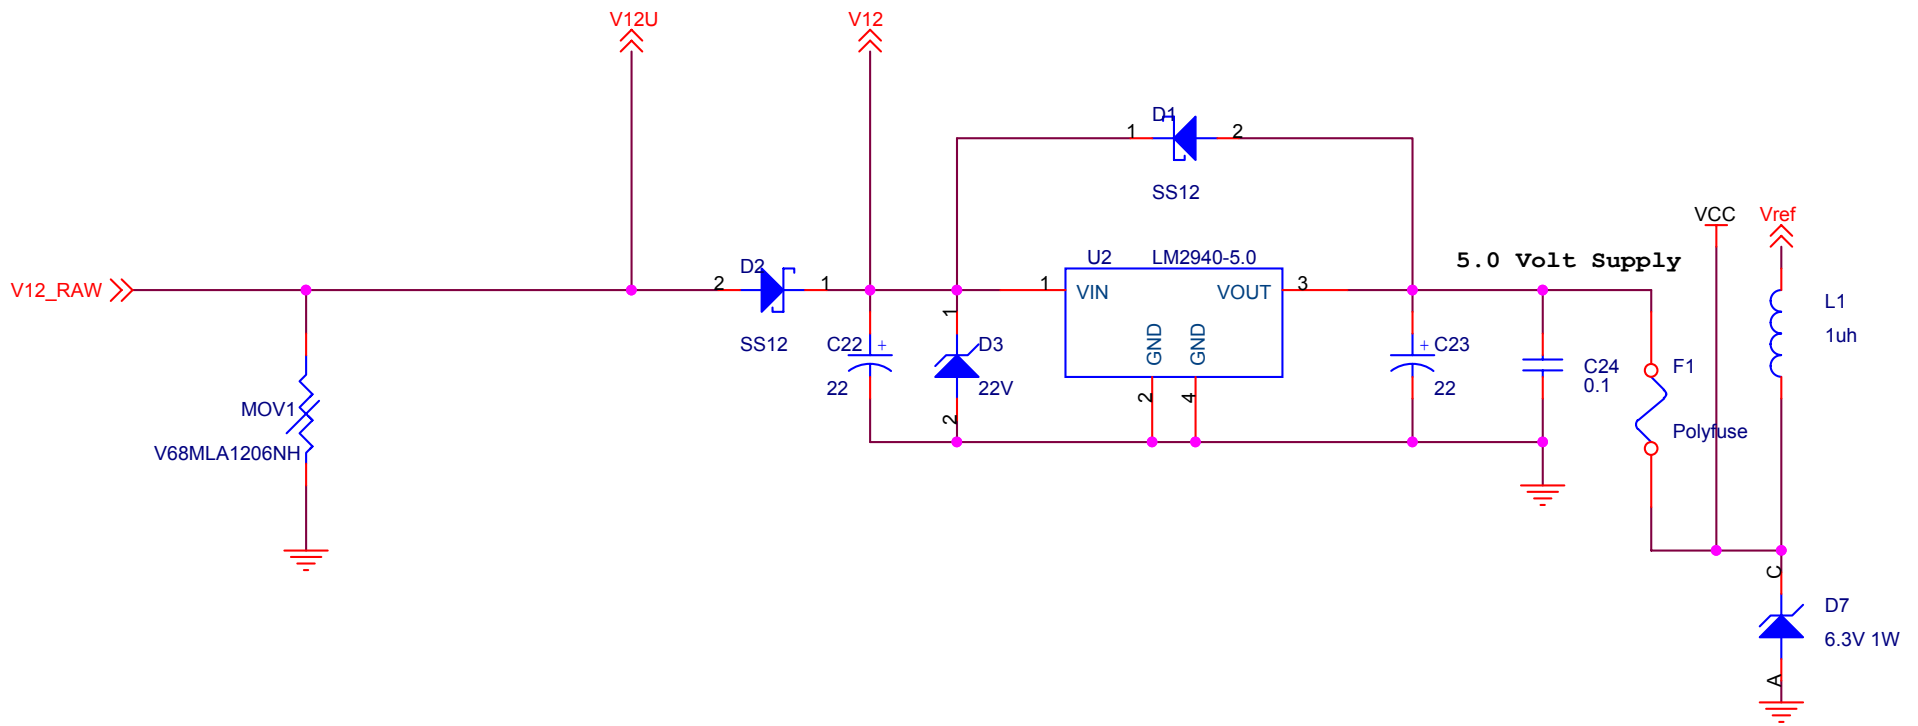 V12U
V12
D1
1
2
SS12
VCC
Vref
U2
LM2940-5.0
5.0 Volt Supply
V12_RAW
2
D2
1
1
VIN
VOUT
3
L1
1uh
SS12
C22
+
22
1
D3
22V
2
GND
GND
2
4
+
C23
22
C24
0.1
F1
Polyfuse
MOV1
V68MLA1206NH
C
D7
6.3V 1W
A